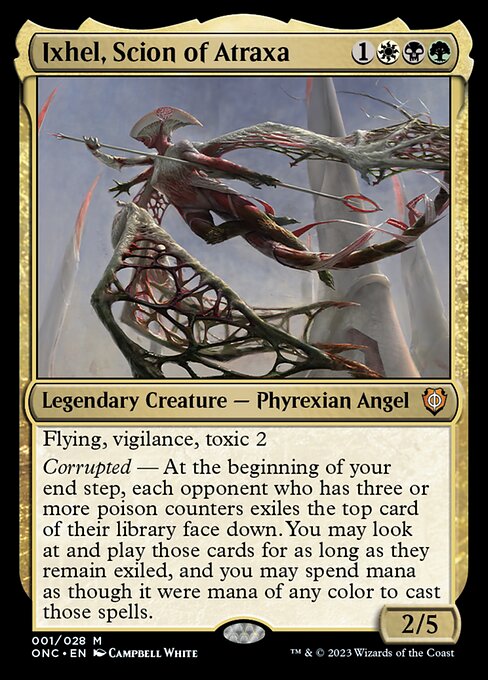 Ixhel, Scion of Atraxa 1
Legendary Creature — Phyrexian Angel
Flying, vigilance, toxic 2
Corrupted — At the beginning of your
end step, each opponent who has three or
more poison counters exiles the top card
of their library face down. You may look
at and play those cards for as long as they
remain exiled, and you may spend mana
as though it were mana of any color to cast
those spells.
2/5
001/028 M
ONC • EN Campbell White
™ & © 2023 Wizards of the Coast